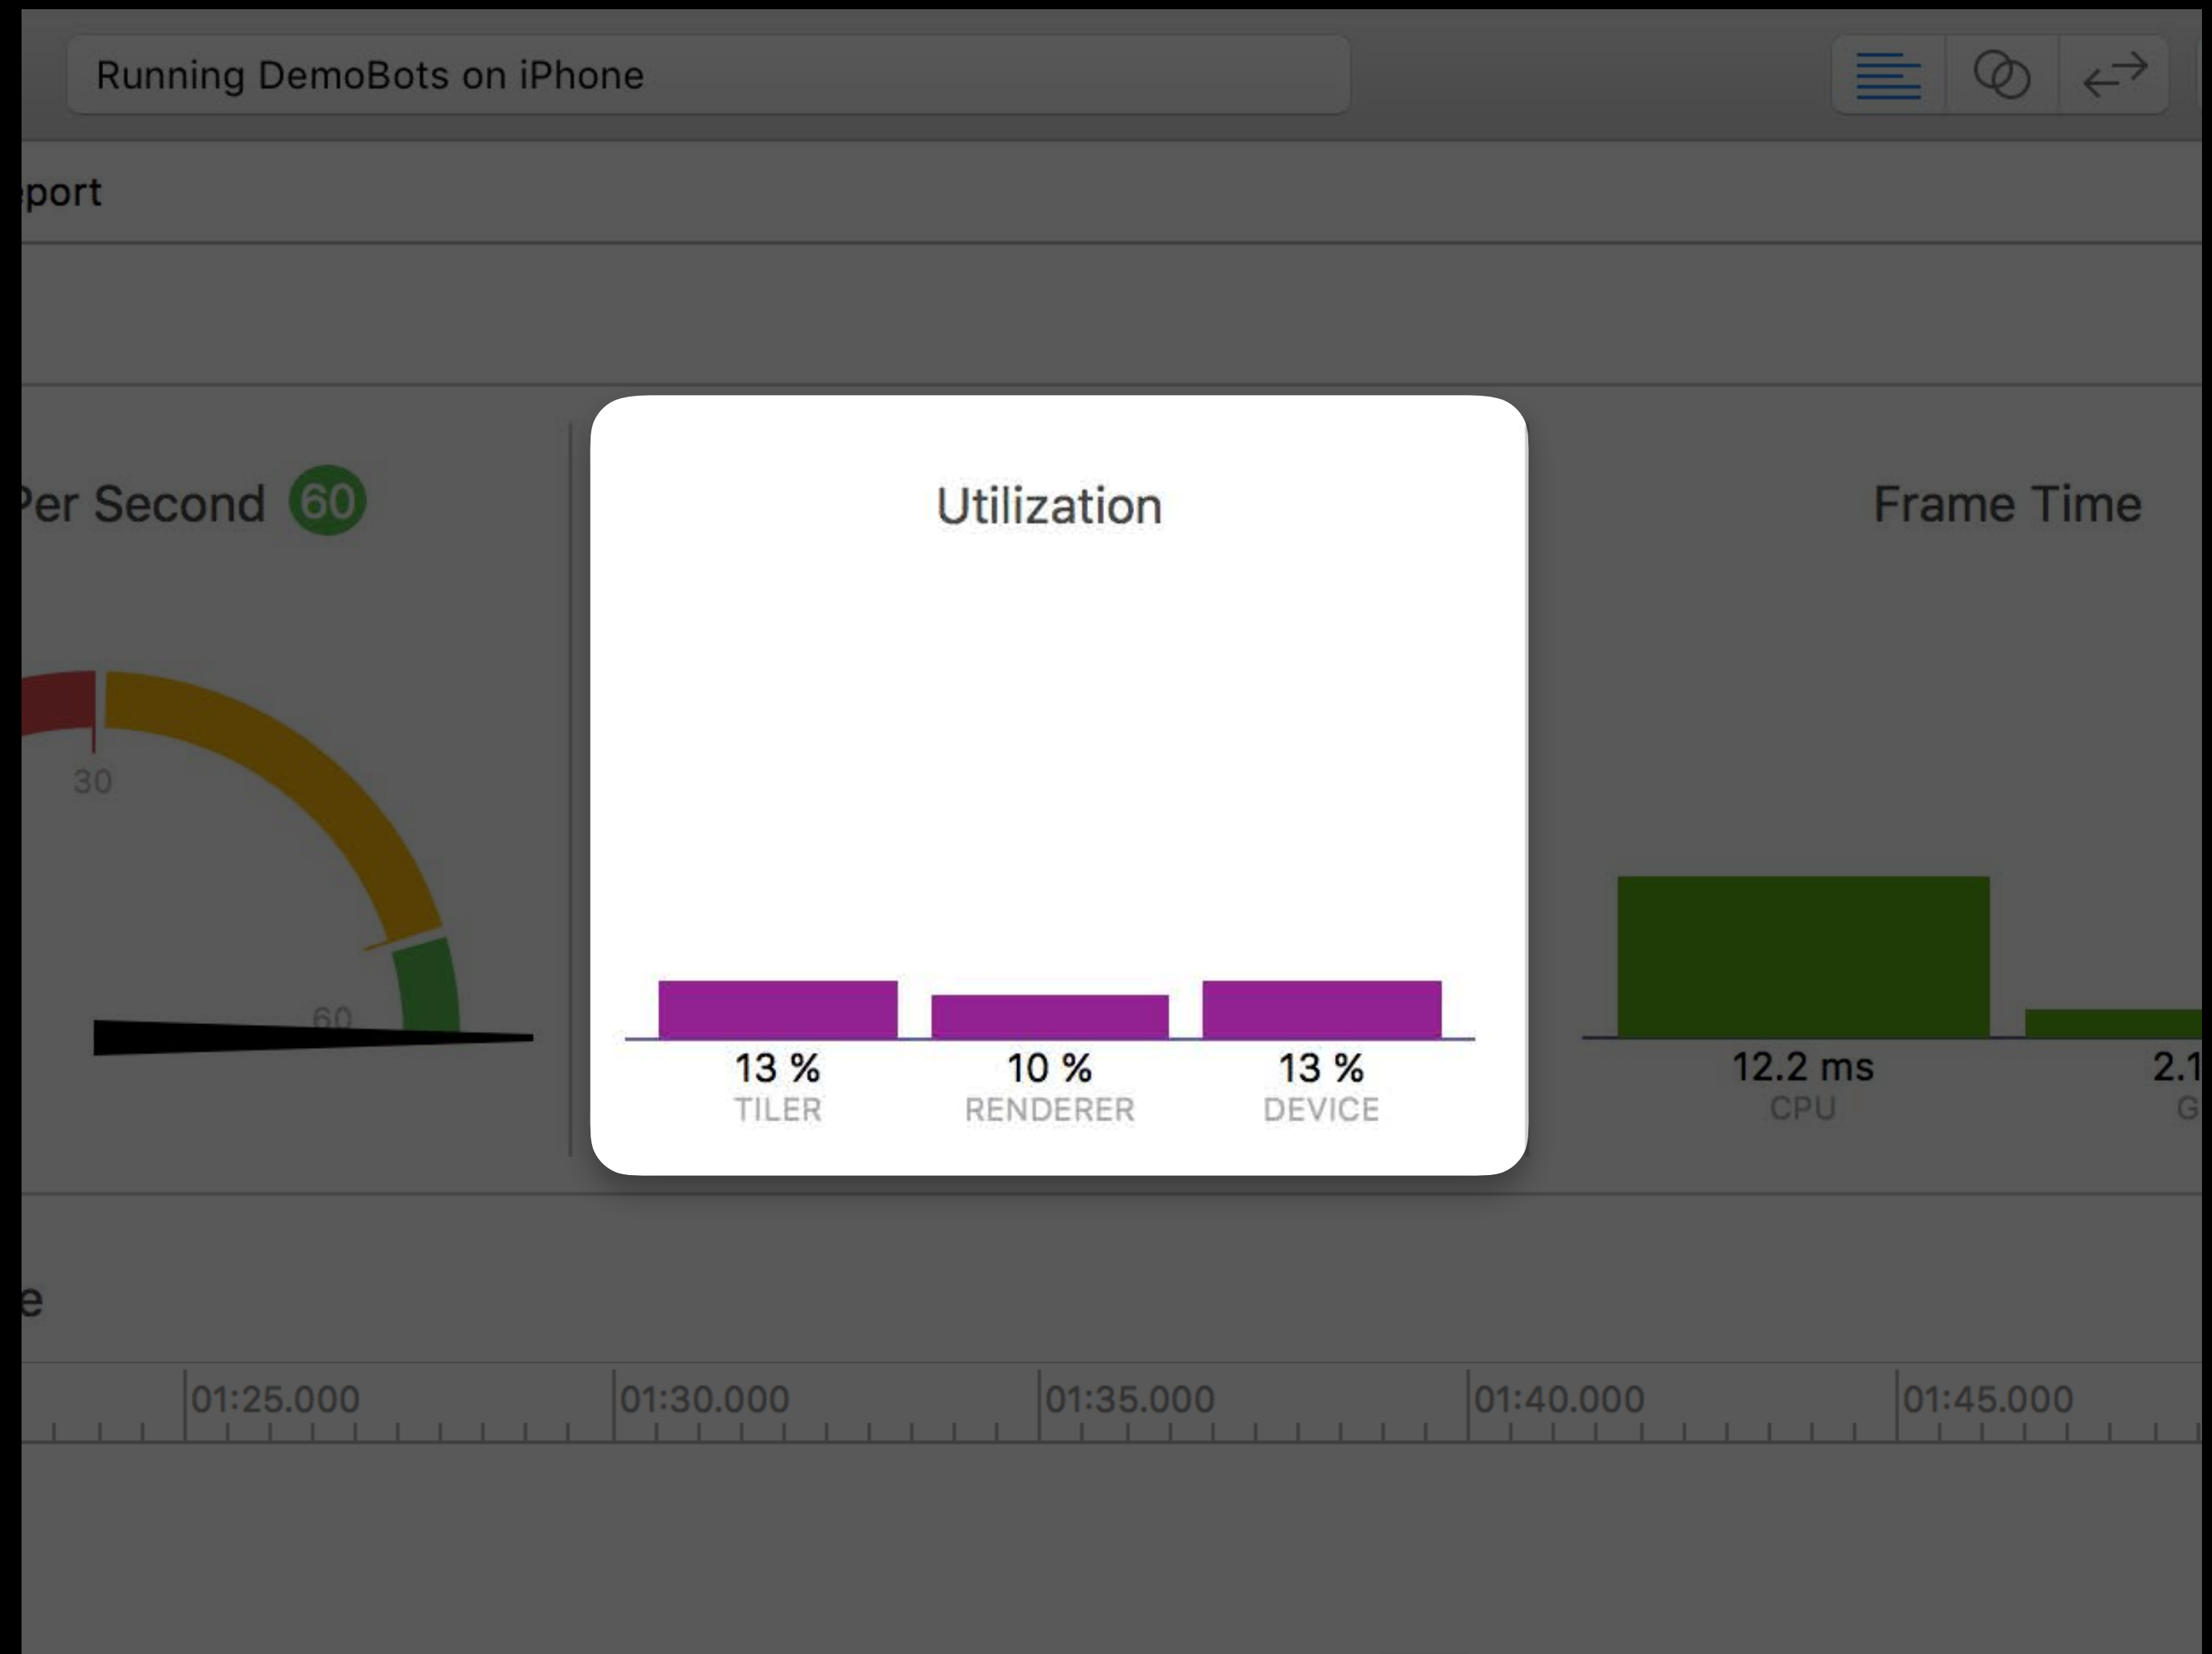 Running DemoBots on iPhone
eport
Per Second 60
Utilization
Frame Time
30
60
13 %
10 %
13 %
12.2 ms
2.1
TILER
RENDERER
DEVICE
CPU
G
e
01:25.000
01:30.000
01:35.000
01:40.000
01:45.000